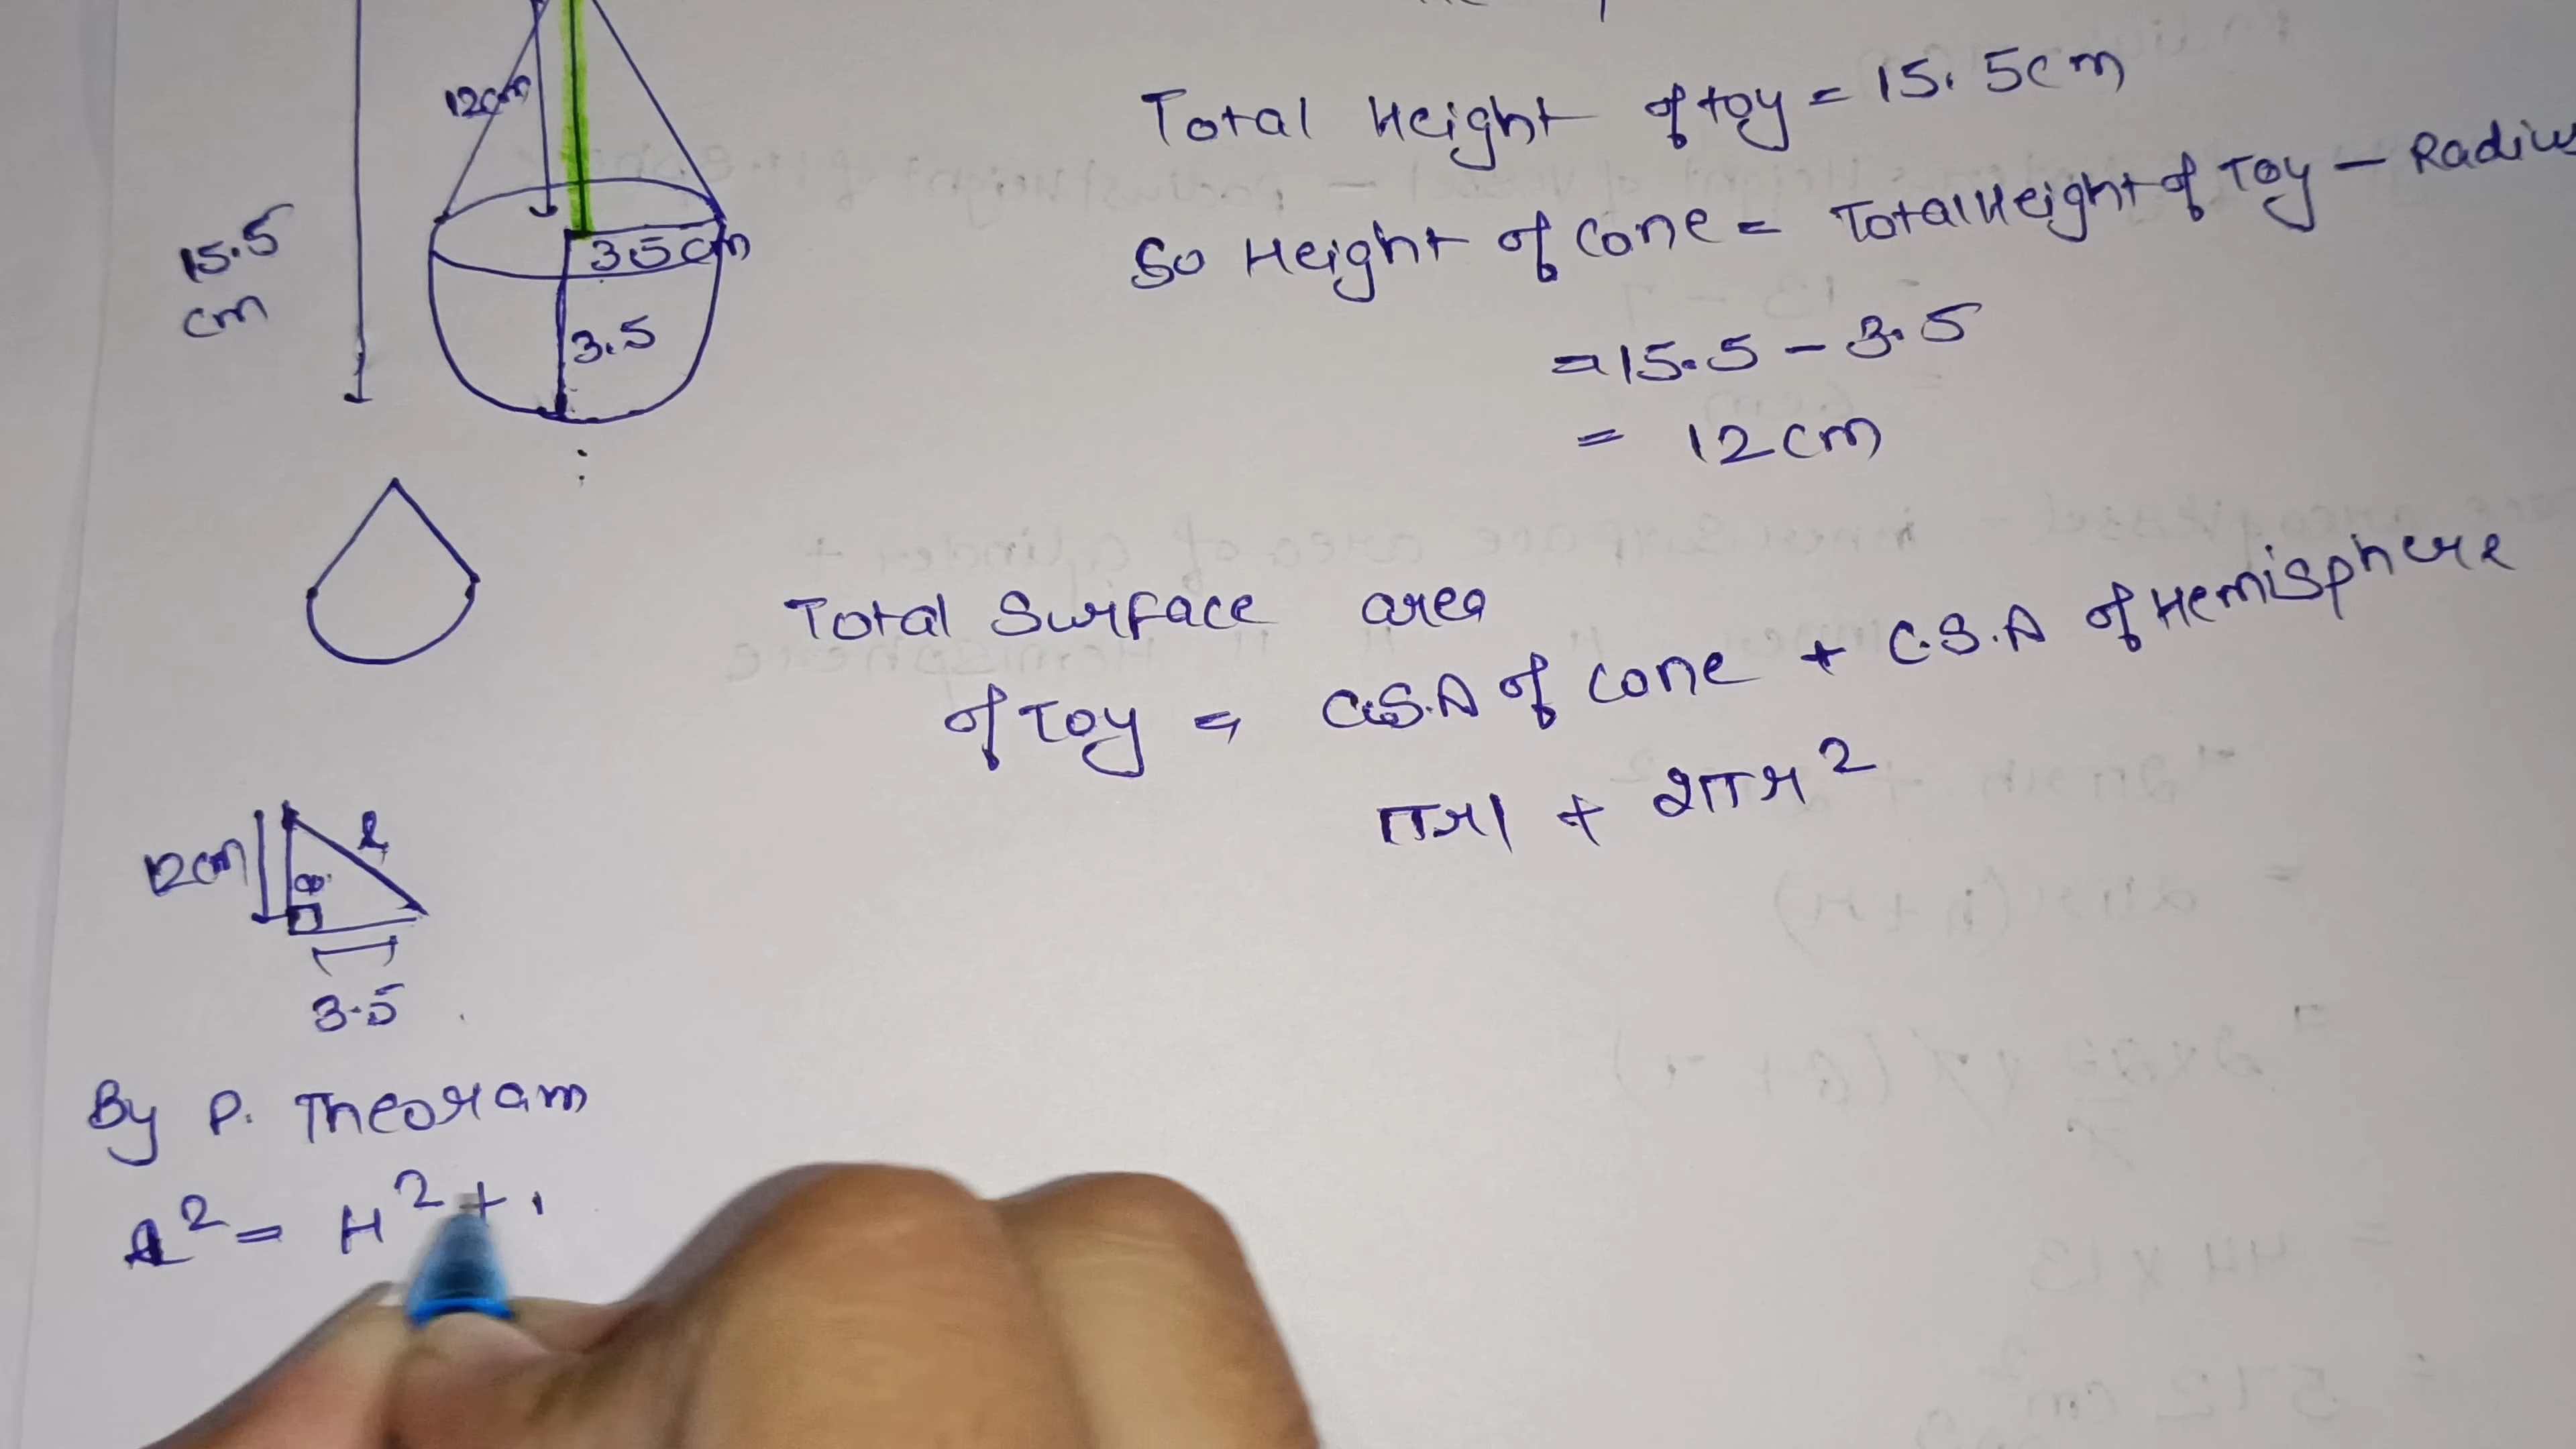 12cm
15.5
cm
3.5cm
3.5
Total Height of toy = 15.5cm
So Height of cone = Total Height of Toy – Radius
= 15.5 – 3.5
= 12cm
Total Surface area
of Toy = C.S.A of cone + C.S.A of Hemisphere
πrl + 2πr²
12cm
l
3.5
By P. Theoram
l² = H² +